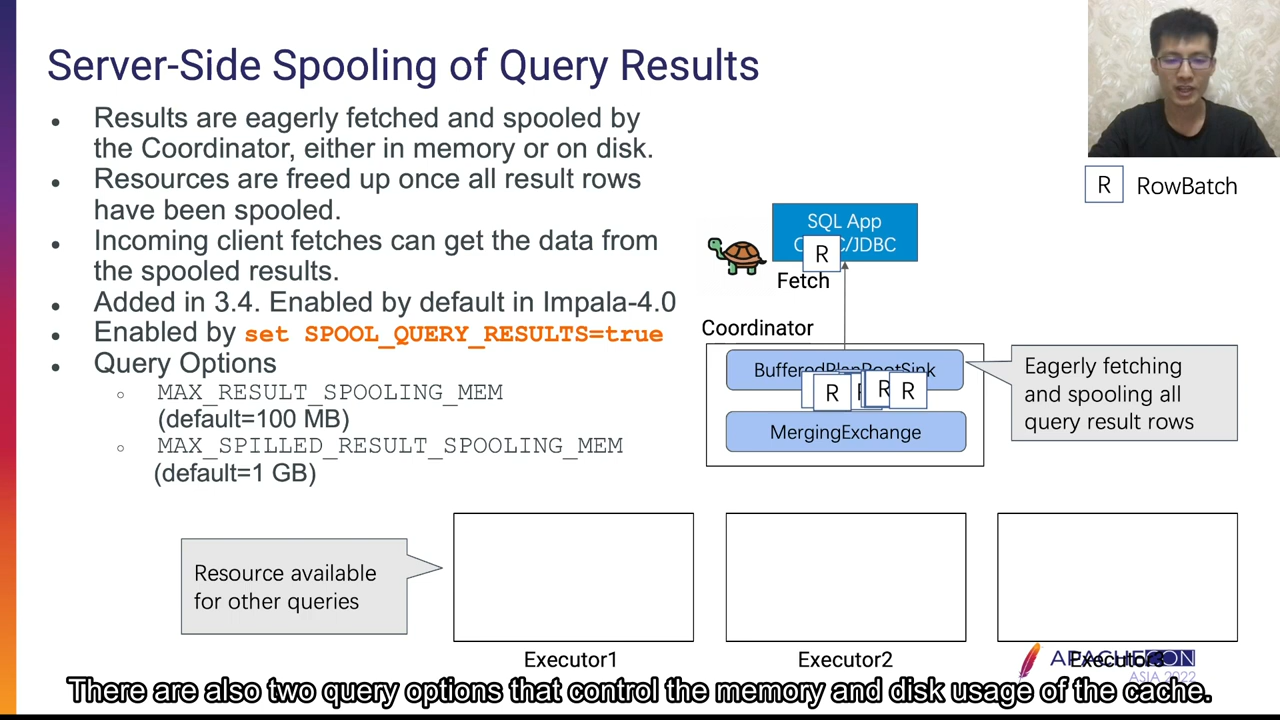 Server-Side Spooling of Query Results
Results are eagerly fetched and spooled by
the Coordinator, either in memory or on disk.
Resources are freed up once all result rows
have been spooled.
Incoming client fetches can get the data from
the spooled results.
Added in 3.4. Enabled by default in Impala-4.0
Enabled by set SPOOL_QUERY_RESULTS=true
Query Options
MAX_RESULT_SPOOLING_MEM
(default=100 MB)
MAX_SPILLED_RESULT_SPOOLING_MEM
(default=1 GB)
R RowBatch
SQL App
R
Fetch
Coordinator
BufferedPlanRootSink
R R R
MergingExchange
Eagerly fetching
and spooling all
query result rows
Resource available
for other queries
Executor1
Executor2
Executor3
APACHECON
ASIA 2022
There are also two query options that control the memory and disk usage of the cache.